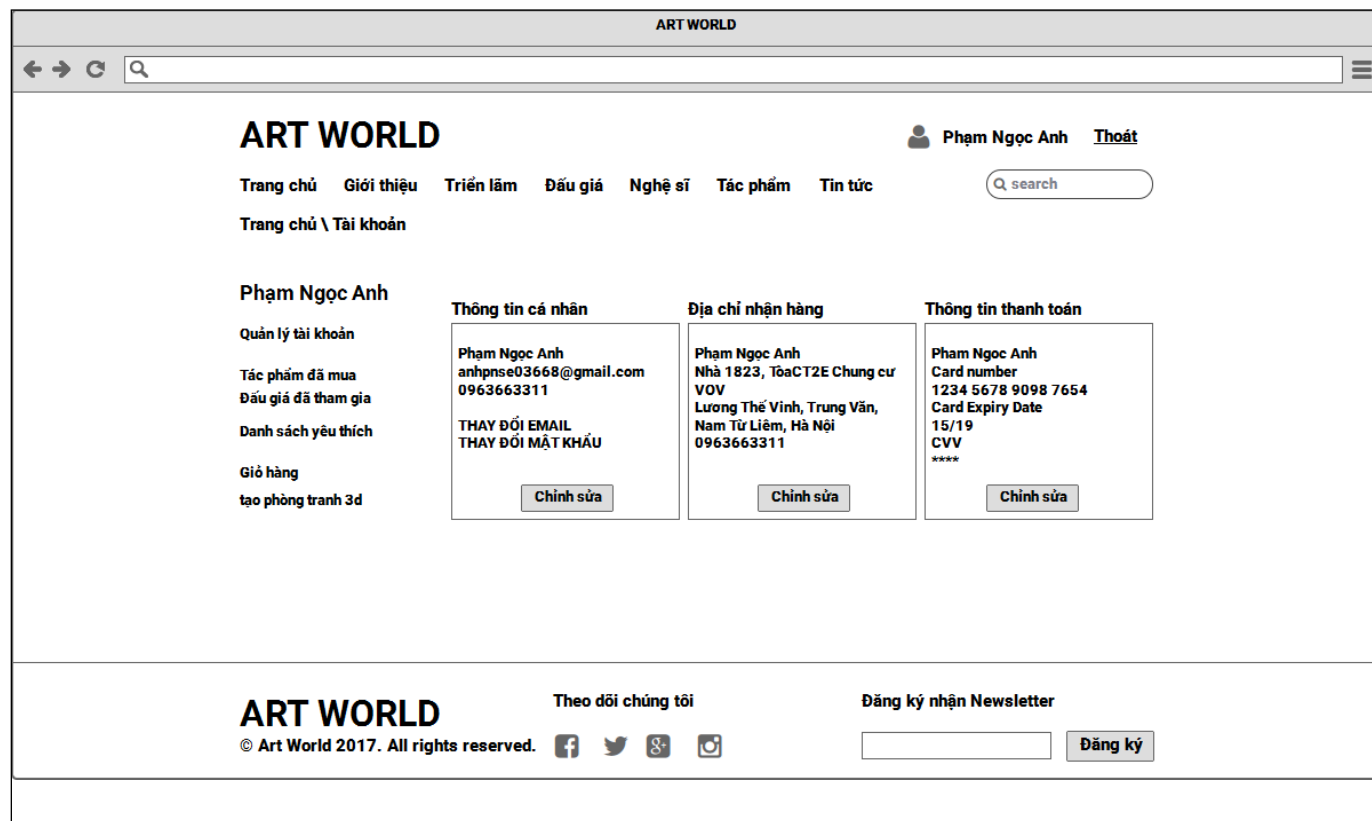 ART WORLD
ART WORLD
Phạm Ngọc Anh Thoát
Trang chủ Giới thiệu Triển lãm Đấu giá Nghệ sĩ Tác phẩm Tin tức search
Trang chủ \ Tài khoản
Phạm Ngọc Anh
Quản lý tài khoản
Tác phẩm đã mua
Đấu giá đã tham gia
Danh sách yêu thích
Giỏ hàng
tạo phòng tranh 3d
Thông tin cá nhân
Phạm Ngọc Anh
anhpnse03668@gmail.com
0963663311
THAY ĐỔI EMAIL
THAY ĐỔI MẬT KHẨU
Chỉnh sửa
Địa chỉ nhận hàng
Phạm Ngọc Anh
Nhà 1823, TòaCT2E Chung cư
VOV
Lương Thế Vinh, Trung Văn,
Nam Từ Liêm, Hà Nội
0963663311
Chỉnh sửa
Thông tin thanh toán
Pham Ngoc Anh
Card number
1234 5678 9098 7654
Card Expiry Date
15/19
CVV
****
Chỉnh sửa
ART WORLD
© Art World 2017. All rights reserved.
Theo dõi chúng tôi
Đăng ký nhận Newsletter
Đăng ký